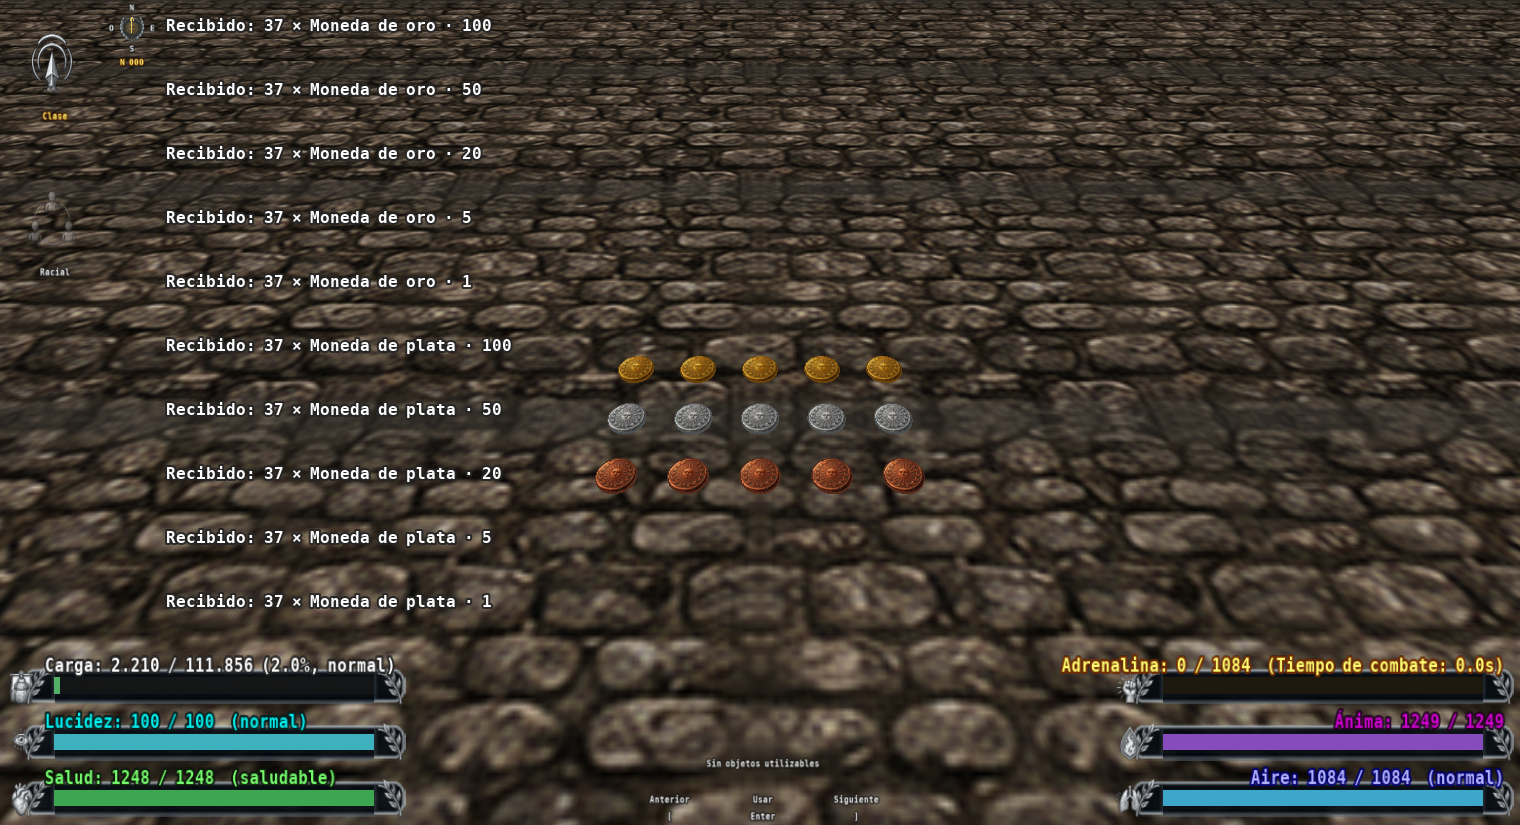 N
O E
S
N 000
Clase
Racial
Recibido: 37 × Moneda de oro · 100
Recibido: 37 × Moneda de oro · 50
Recibido: 37 × Moneda de oro · 20
Recibido: 37 × Moneda de oro · 5
Recibido: 37 × Moneda de oro · 1
Recibido: 37 × Moneda de plata · 100
Recibido: 37 × Moneda de plata · 50
Recibido: 37 × Moneda de plata · 20
Recibido: 37 × Moneda de plata · 5
Recibido: 37 × Moneda de plata · 1
Carga: 2.210 / 111.856 (2.0%, normal)
Lucidez: 100 / 100 (normal)
Salud: 1248 / 1248 (saludable)
Sin objetos utilizables
Anterior Usar Siguiente
[ Enter ]
Adrenalina: 0 / 1084 (Tiempo de combate: 0.0s)
Ánima: 1249 / 1249
Aire: 1084 / 1084 (normal)